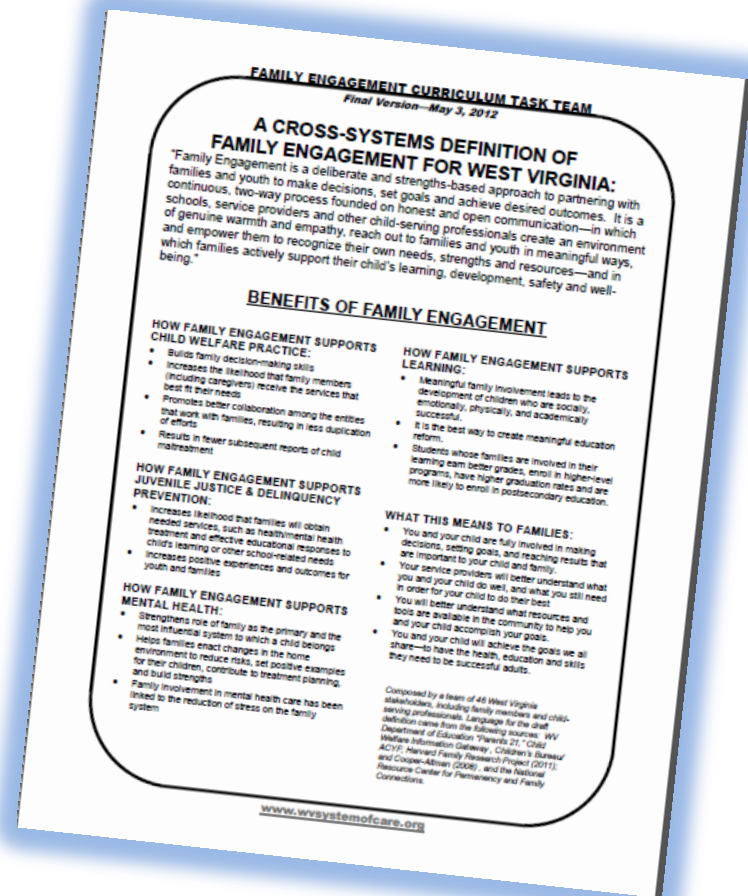 FAMILY ENGAGEMENT CURRICULUM TASK TEAM
Final Version—May 3, 2012
A CROSS-SYSTEMS DEFINITION OF
FAMILY ENGAGEMENT FOR WEST VIRGINIA:
"Family Engagement is a deliberate and strengths-based approach to partnering with
families and youth to make decisions, set goals and achieve desired outcomes. It is a
continuous, two-way process founded on honest and open communication—in which
schools, service providers and other child-serving professionals create an environment
of genuine warmth and empathy, reach out to families and youth in meaningful ways,
and empower them to recognize their own needs, strengths and resources—and in
which families actively support their child's learning, development, safety and well-
being."
BENEFITS OF FAMILY ENGAGEMENT
HOW FAMILY ENGAGEMENT SUPPORTS
CHILD WELFARE PRACTICE:
• Builds family decision-making skills
• Increases the likelihood that family members
(including caregivers) receive the services that
best fit their needs
• Promotes better collaboration among the entities
that work with families, resulting in less duplication
of efforts
• Results in fewer subsequent reports of child
maltreatment
HOW FAMILY ENGAGEMENT SUPPORTS
JUVENILE JUSTICE & DELINQUENCY
PREVENTION:
• Increases likelihood that families will obtain
needed services, such as health/mental health
treatment and effective educational responses to
child's learning or other school-related needs
• Increases positive experiences and outcomes for
youth and families
HOW FAMILY ENGAGEMENT SUPPORTS
MENTAL HEALTH:
• Strengthens role of family as the primary and the
most influential system to which a child belongs
• Helps families enact changes in the home
environment to reduce risks, set positive examples
for their children, contribute to treatment planning,
and build strengths
• Family involvement in mental health care has been
linked to the reduction of stress on the family
system
HOW FAMILY ENGAGEMENT SUPPORTS
LEARNING:
• Meaningful family involvement leads to the
development of children who are socially,
emotionally, physically, and academically
successful.
• It is the best way to create meaningful education
reform.
• Students whose families are involved in their
learning earn better grades, enroll in higher-level
programs, have higher graduation rates and are
more likely to enroll in postsecondary education.
WHAT THIS MEANS TO FAMILIES:
• You and your child are fully involved in making
decisions, setting goals, and reaching results that
are important to your child and family.
• Your service providers will better understand what
you and your child do well, and what you still need
in order for your child to do their best
• You will better understand what resources and
tools are available in the community to help you
and your child accomplish your goals.
• You and your child will achieve the goals we all
share—to have the health, education and skills
they need to be successful adults.
Composed by a team of 46 West Virginia
stakeholders, including family members and child-
serving professionals. Language for the draft
definition came from the following sources: WV
Department of Education "Parents 21," Child
Welfare Information Gateway, Children's Bureau/
ACYF; Harvard Family Research Project (2011);
and Cooper-Altman (2008), and the National
Resource Center for Permanency and Family
Connections.
www.wvsystemofcare.org